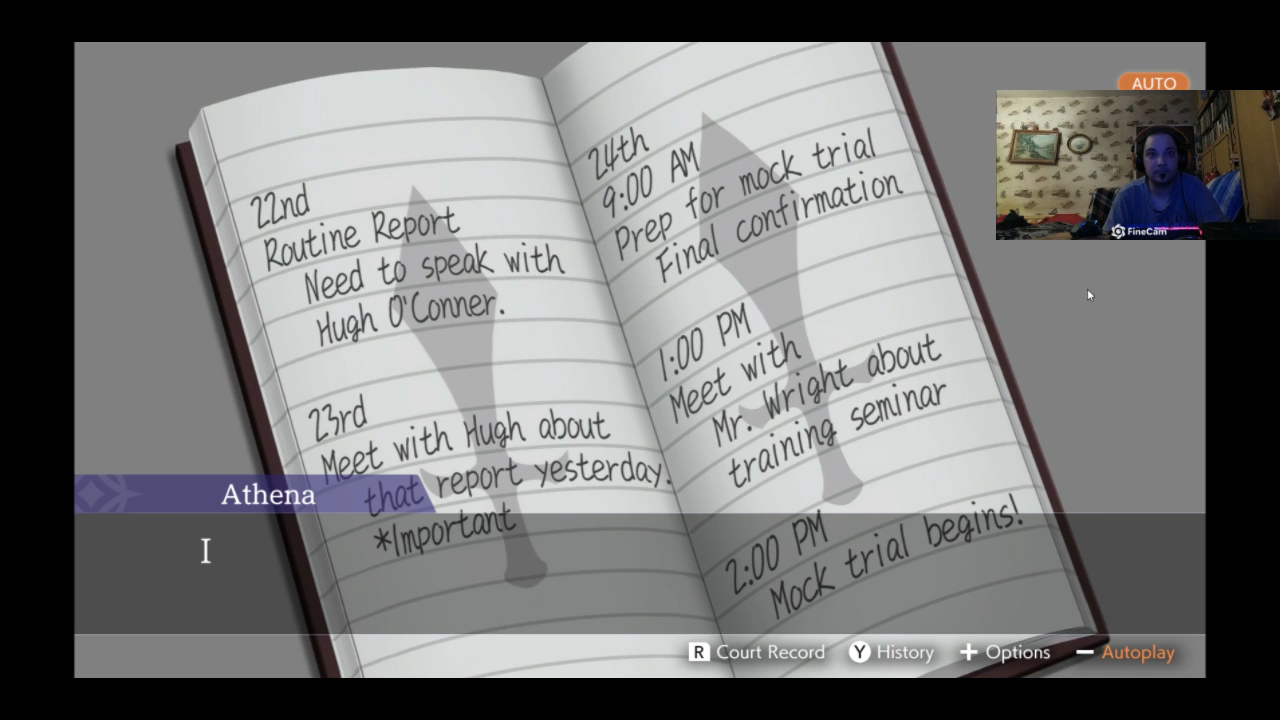 AUTO
FineCam
22nd
Routine Report
Need to speak with
Hugh O'Conner.
23rd
Meet with Hugh about
that report yesterday.
*Important
24th
9:00 AM
Prep for mock trial
Final confirmation
1:00 PM
Meet with
Mr. Wright about
training seminar
2:00 PM
Mock trial begins!
Athena
I
R Court Record Y History + Options − Autoplay